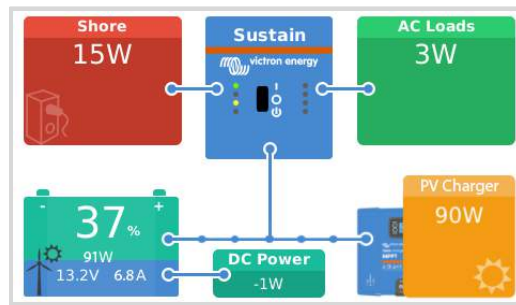 Shore
15W
Sustain
victron energy
I
O
AC Loads
3W
- +
37%
91W
13.2V 6.8A
DC Power
-1W
PV Charger
90W